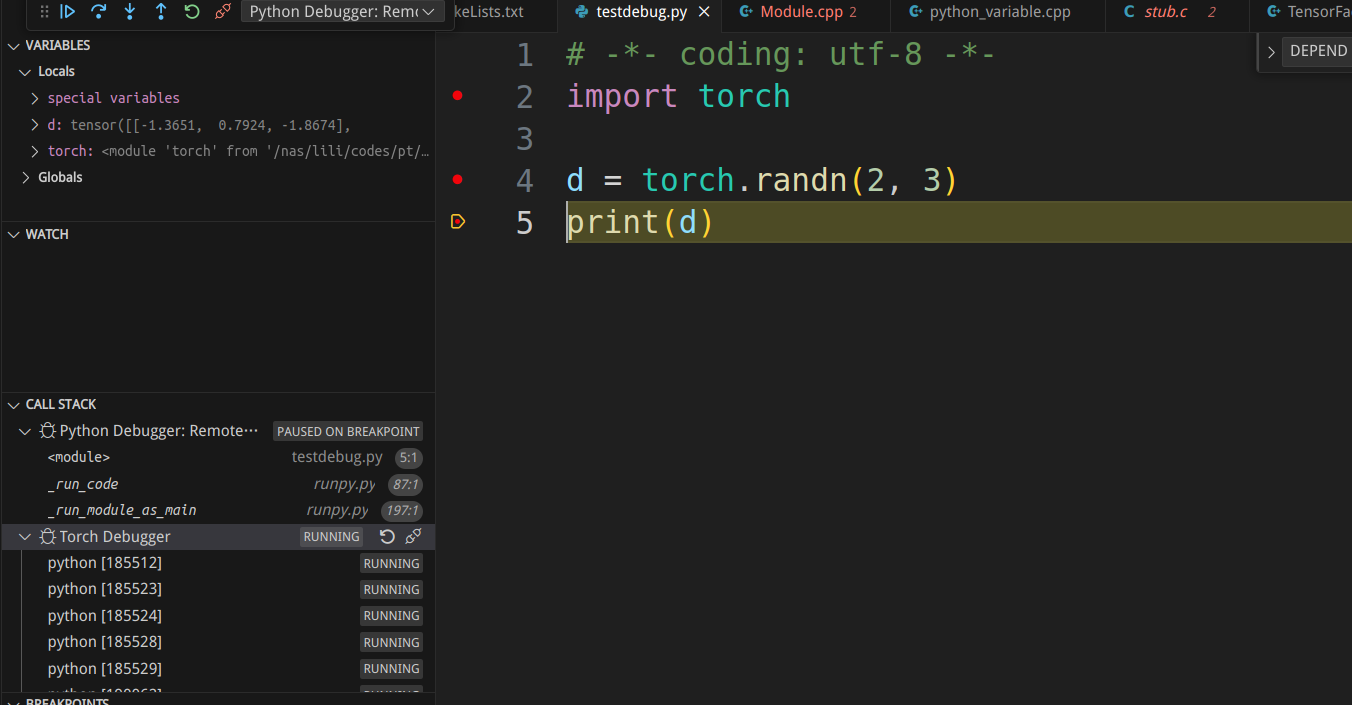 Python Debugger: Remo
keLists.txt
testdebug.py
Module.cpp 2
python_variable.cpp
stub.c 2
TensorFa
VARIABLES
Locals
special variables
d: tensor([[-1.3651, 0.7924, -1.8674],
torch: <module 'torch' from '/nas/lili/codes/pt/…
Globals
WATCH
CALL STACK
Python Debugger: Remote··· PAUSED ON BREAKPOINT
<module> testdebug.py 5:1
_run_code runpy.py 87:1
_run_module_as_main runpy.py 197:1
Torch Debugger RUNNING
python [185512] RUNNING
python [185523] RUNNING
python [185524] RUNNING
python [185528] RUNNING
python [185529] RUNNING
BREAKPOINTS
1 # -*- coding: utf-8 -*-
2 import torch
3
4 d = torch.randn(2, 3)
5 print(d)
DEPEND